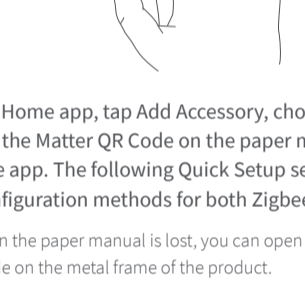 Home app, tap Add Accessory, cho
the Matter QR Code on the paper
app. The following Quick Setup se
figuration methods for both Zigbee
the paper manual is lost, you can open
on the metal frame of the product.